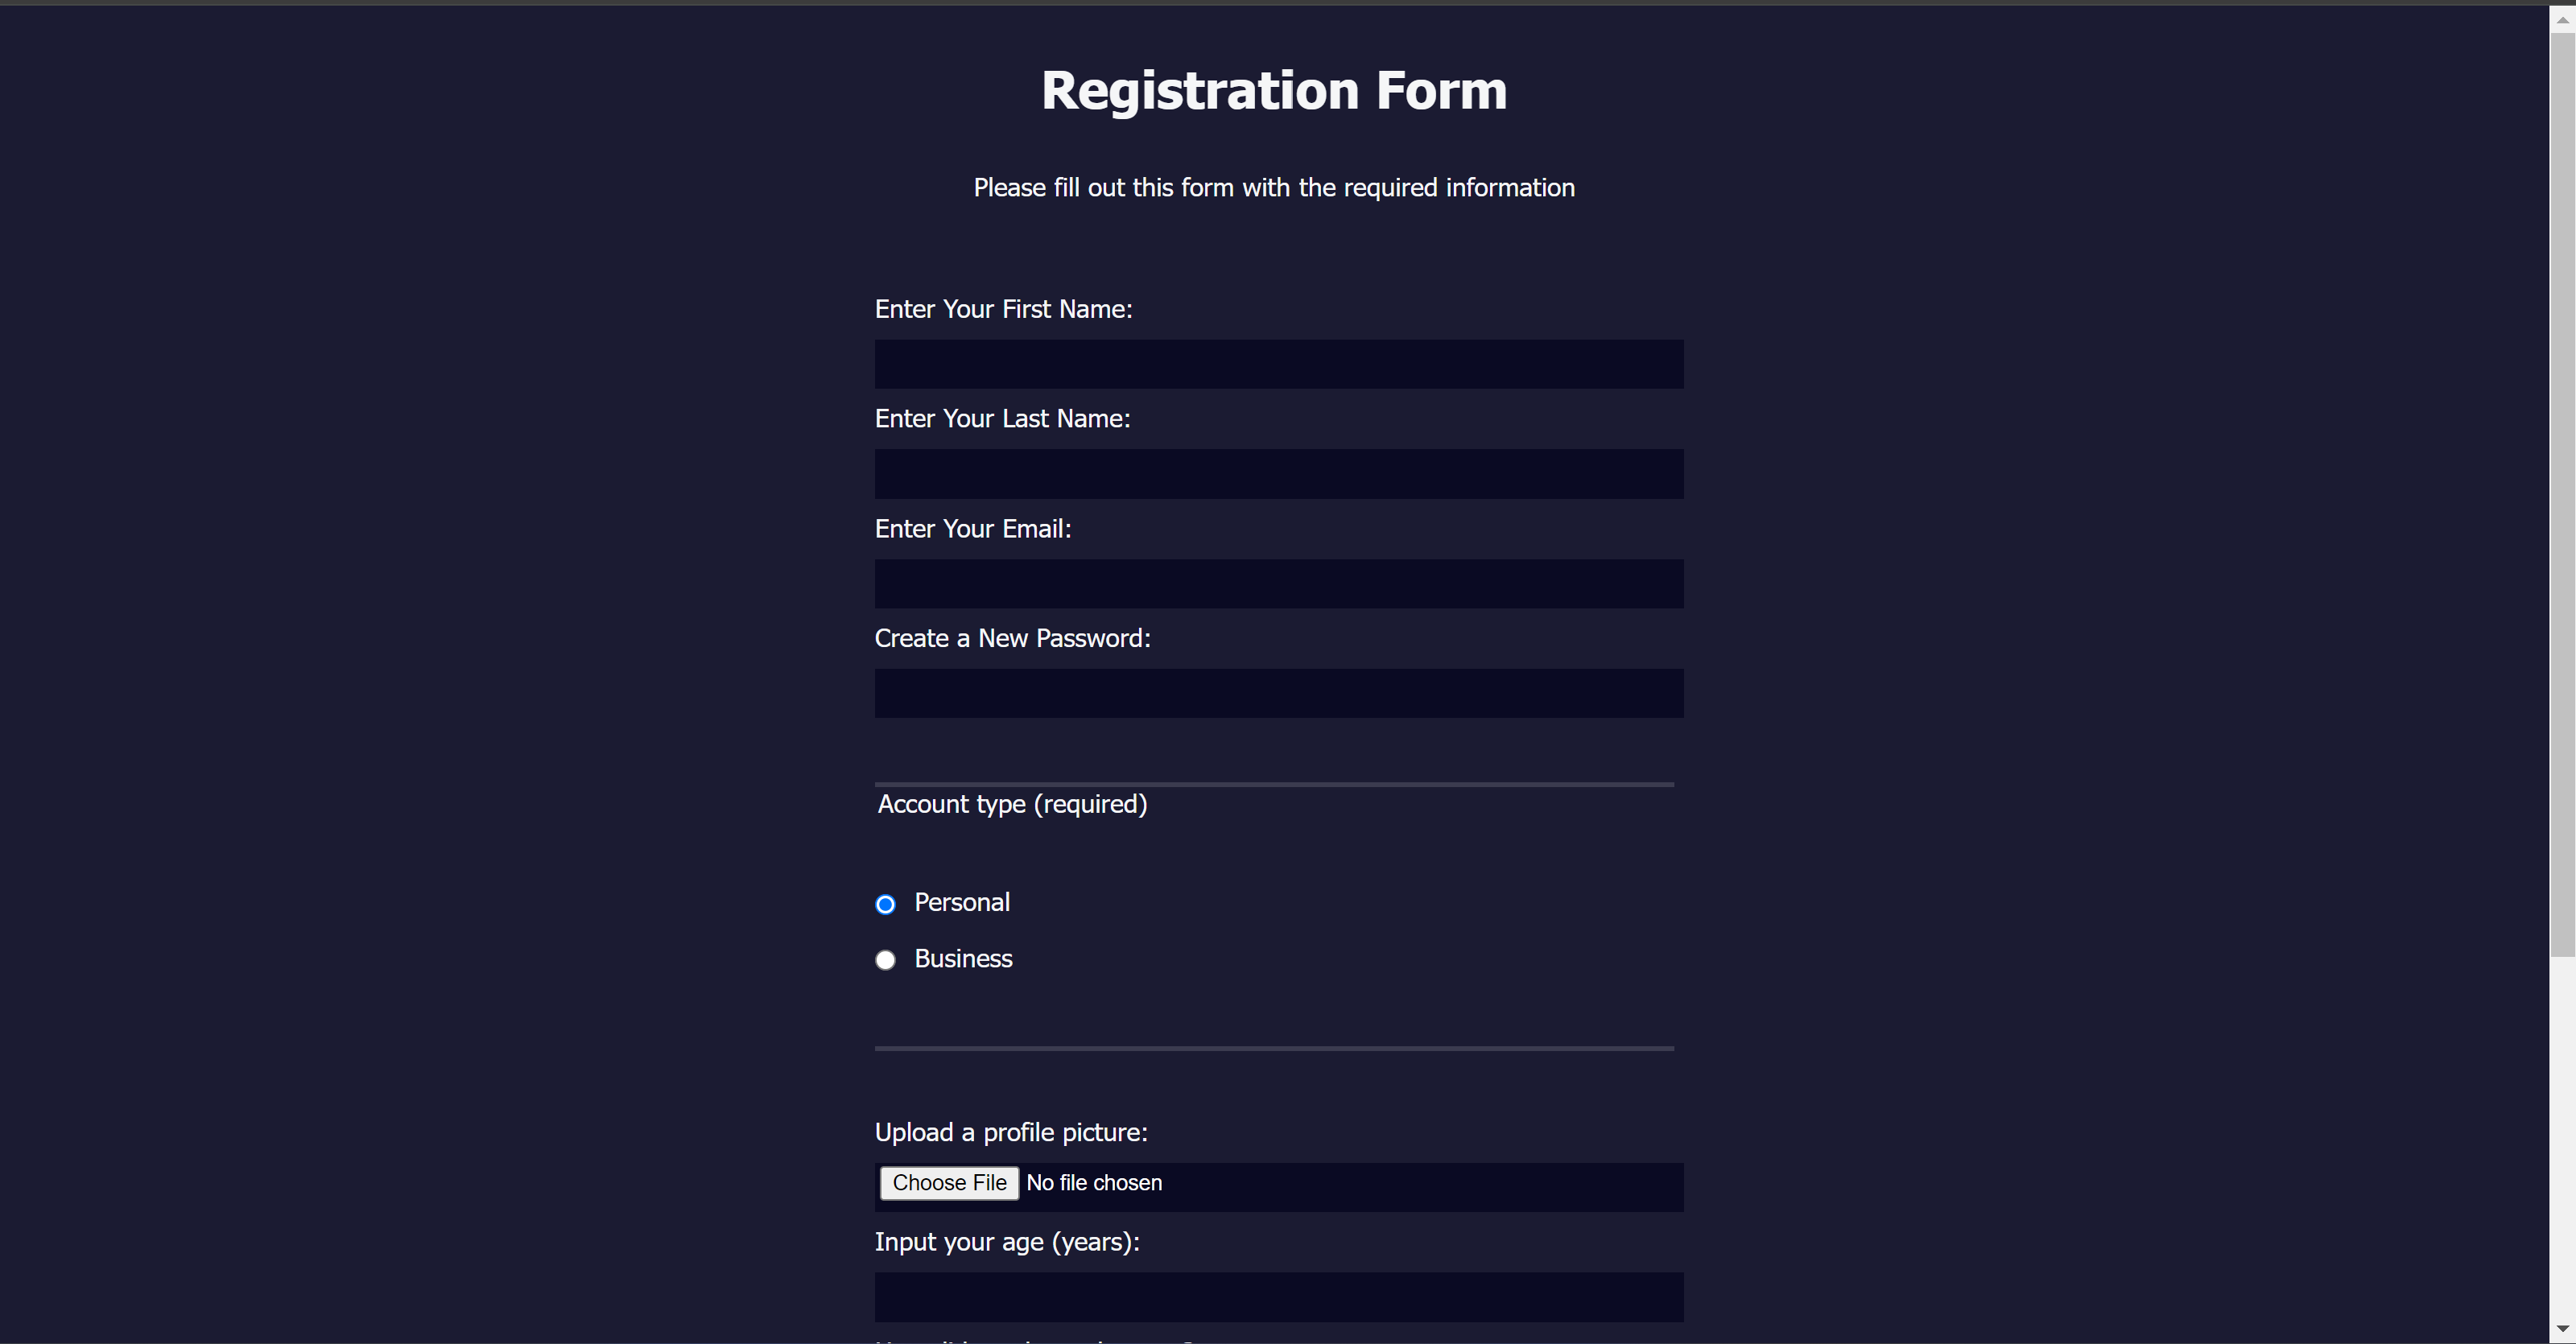 Registration Form
Please fill out this form with the required information
Enter Your First Name:
Enter Your Last Name:
Enter Your Email:
Create a New Password:
Account type (required)
Personal
Business
Upload a profile picture:
Choose File No file chosen
Input your age (years):